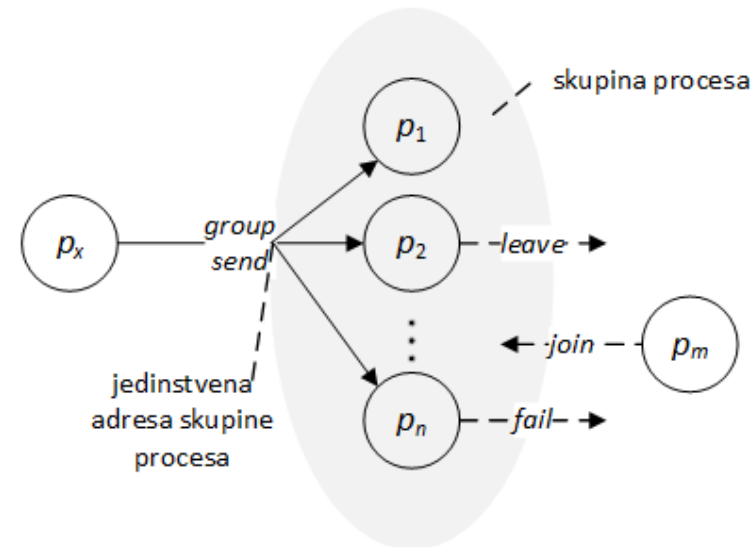 skupina procesa
p1
px
group
send
p2
leave
join
pm
jedinstvena
adresa skupine
procesa
pn
fail